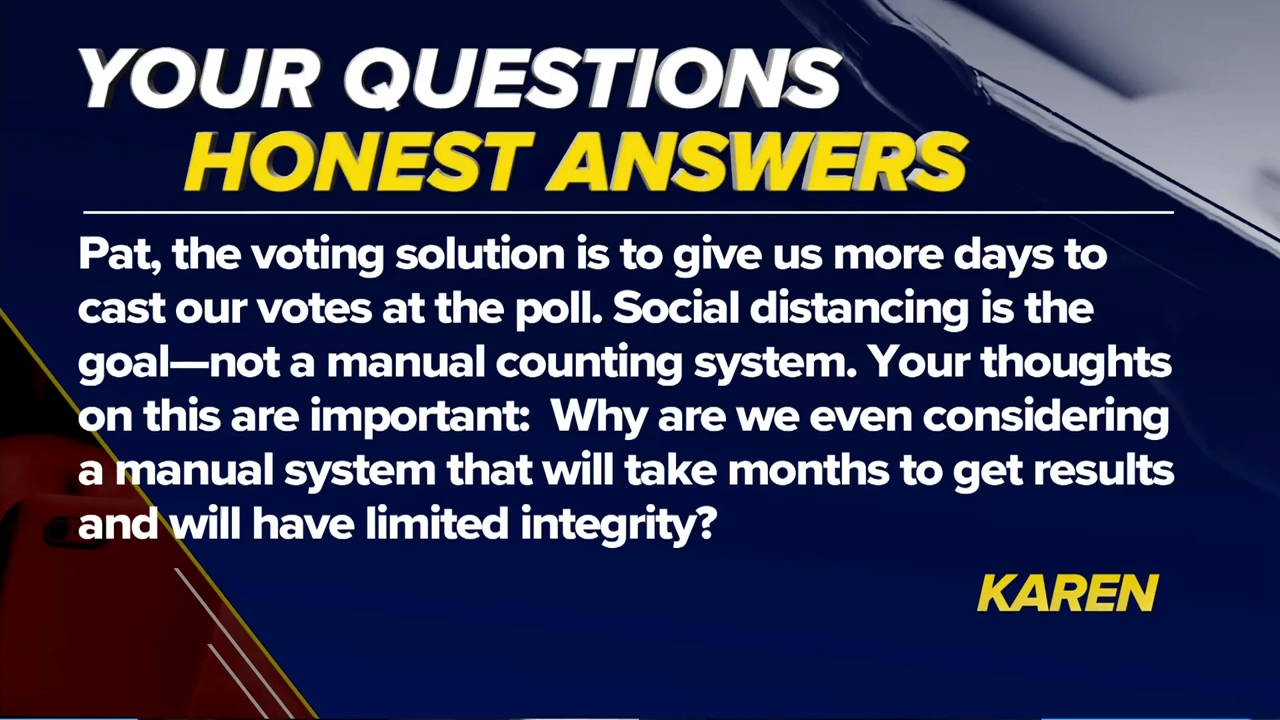 YOUR QUESTIONS
HONEST ANSWERS
Pat, the voting solution is to give us more days to
cast our votes at the poll. Social distancing is the
goal—not a manual counting system. Your thoughts
on this are important:  Why are we even considering
a manual system that will take months to get results
and will have limited integrity?
KAREN